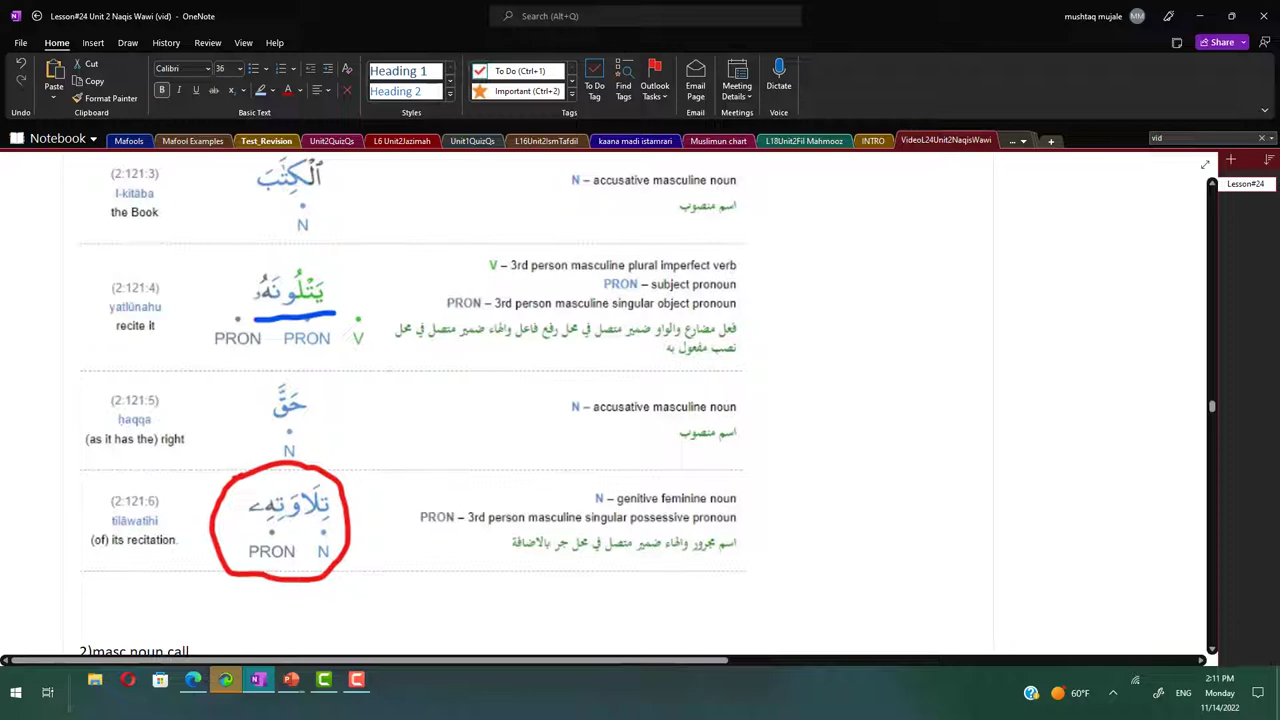 Lesson#24 Unit 2 Naqis Wawi (vid) - OneNote
Search (Alt+Q)
mushtaq mujale
MM
File Home Insert Draw History Review View Help
Share
Paste
Cut
Copy
Format Painter
Clipboard
Calibri 36
Basic Text
Heading 1
Heading 2
Styles
To Do (Ctrl+1)
Important (Ctrl+2)
To Do Tag
Find Tags
Outlook Tasks
Tags
Email Page
Email
Meeting Details
Meetings
Dictate
Voice
Notebook
Mafools
Mafool Examples
Test_Revision
Unit2QuizQs
L6 Unit2Jazimah
Unit1QuizQs
L16Unit2IsmTafdil
kaana madi istamrari
Muslimun chart
L18Unit2Fil Mahmooz
INTRO
VideoL24Unit2NaqisWawi
...
vid
Lesson#24
(2:121:3)
l-kitāba
the Book
ٱلْكِتَٰبَ
N
N – accusative masculine noun
اسم منصوب
(2:121:4)
yatlūnahu
recite it
يَتْلُونَهُۥ
PRON PRON V
V – 3rd person masculine plural imperfect verb
PRON – subject pronoun
PRON – 3rd person masculine singular object pronoun
فعل مضارع والواو ضمير متصل في محل رفع فاعل والهاء ضمير متصل في محل
نصب مفعول به
(2:121:5)
ḥaqqa
(as it has the) right
حَقَّ
N
N – accusative masculine noun
اسم منصوب
(2:121:6)
tilāwatihi
(of) its recitation.
تِلَاوَتِهِۦ
PRON N
N – genitive feminine noun
PRON – 3rd person masculine singular possessive pronoun
اسم مجرور والهاء ضمير متصل في محل جر بالاضافة
2)masc noun call
60°F
ENG
2:11 PM
Monday
11/14/2022